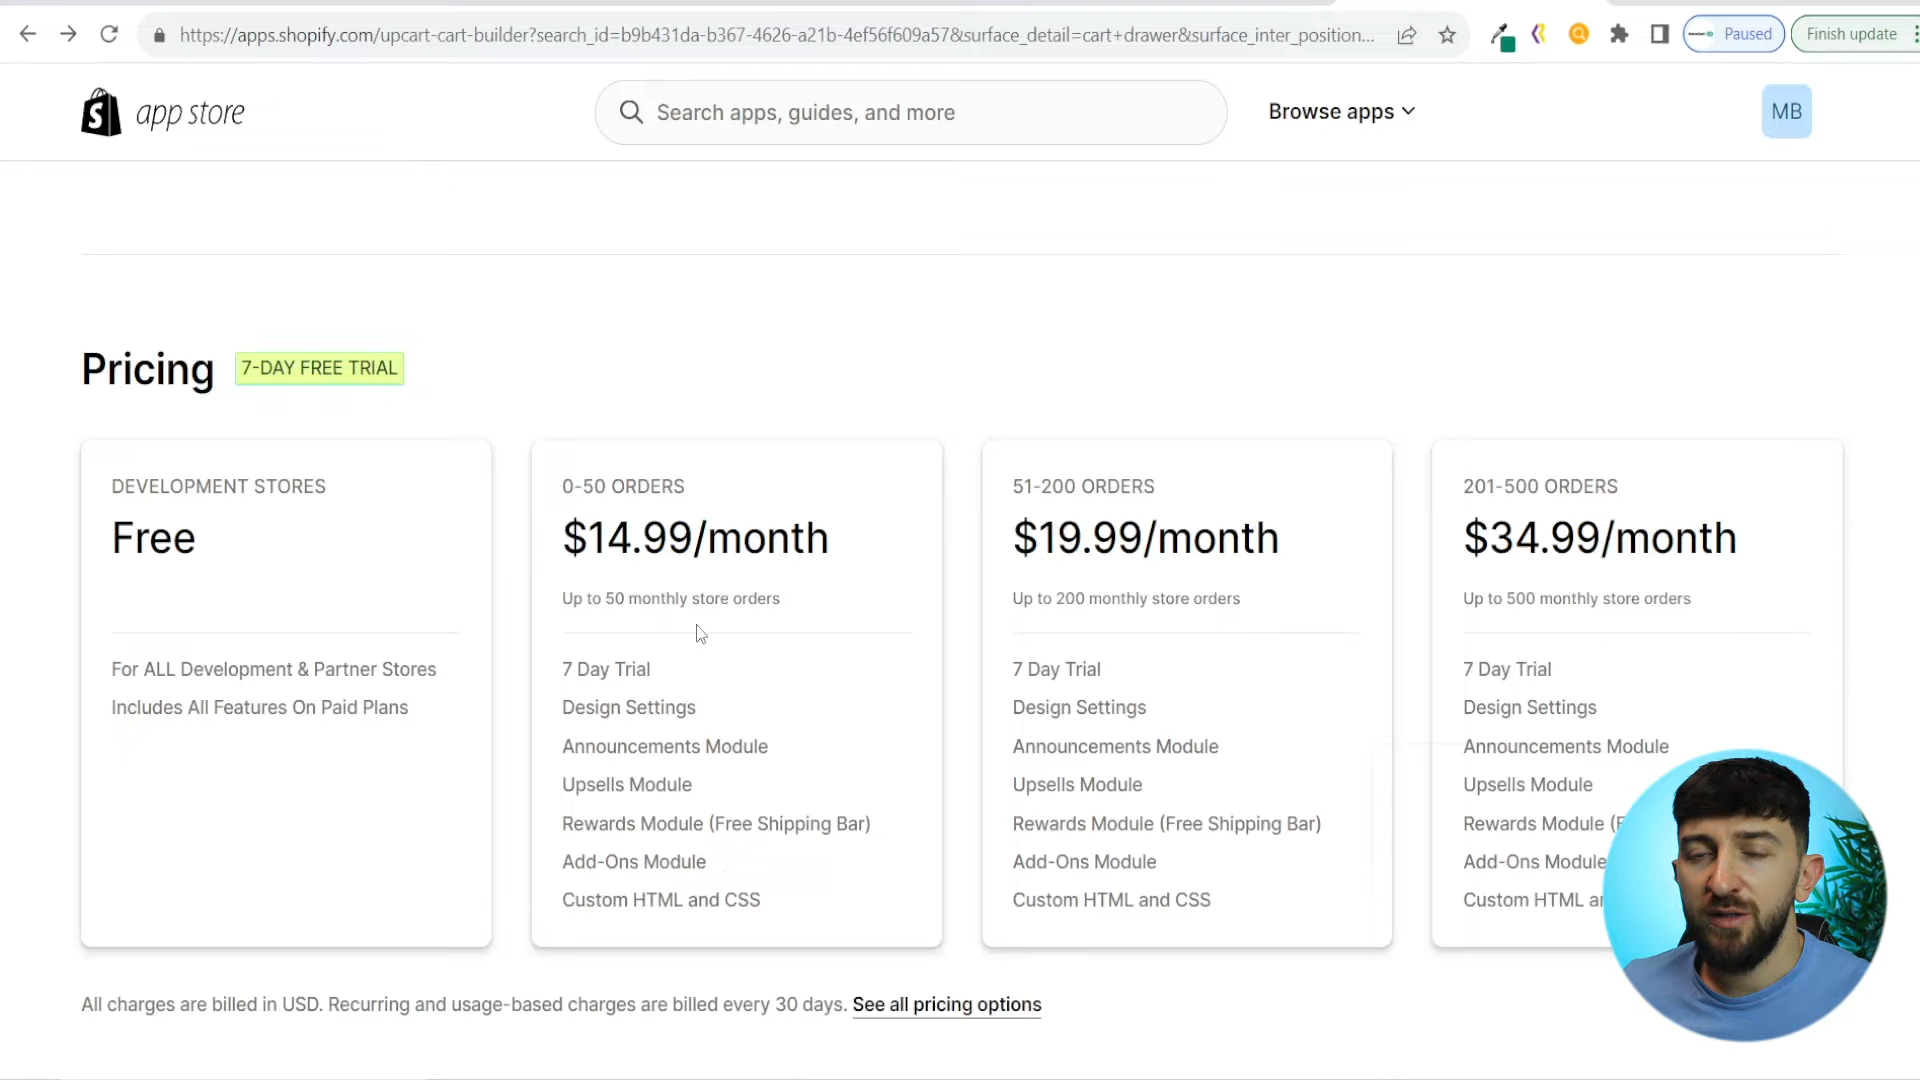 https://apps.shopify.com/upcart-cart-builder?search_id=b9b431da-b367-4626-a21b-4ef56f609a57&surface_detail=cart+drawer&surface_inter_position...
Paused
Finish update
app store
Search apps, guides, and more
Browse apps
MB
Pricing
7-DAY FREE TRIAL
DEVELOPMENT STORES
Free
For ALL Development & Partner Stores
Includes All Features On Paid Plans
0-50 ORDERS
$14.99/month
Up to 50 monthly store orders
7 Day Trial
Design Settings
Announcements Module
Upsells Module
Rewards Module (Free Shipping Bar)
Add-Ons Module
Custom HTML and CSS
51-200 ORDERS
$19.99/month
Up to 200 monthly store orders
7 Day Trial
Design Settings
Announcements Module
Upsells Module
Rewards Module (Free Shipping Bar)
Add-Ons Module
Custom HTML and CSS
201-500 ORDERS
$34.99/month
Up to 500 monthly store orders
7 Day Trial
Design Settings
Announcements Module
Upsells Module
Rewards Module
Add-Ons Module
Custom HTML
All charges are billed in USD. Recurring and usage-based charges are billed every 30 days. See all pricing options